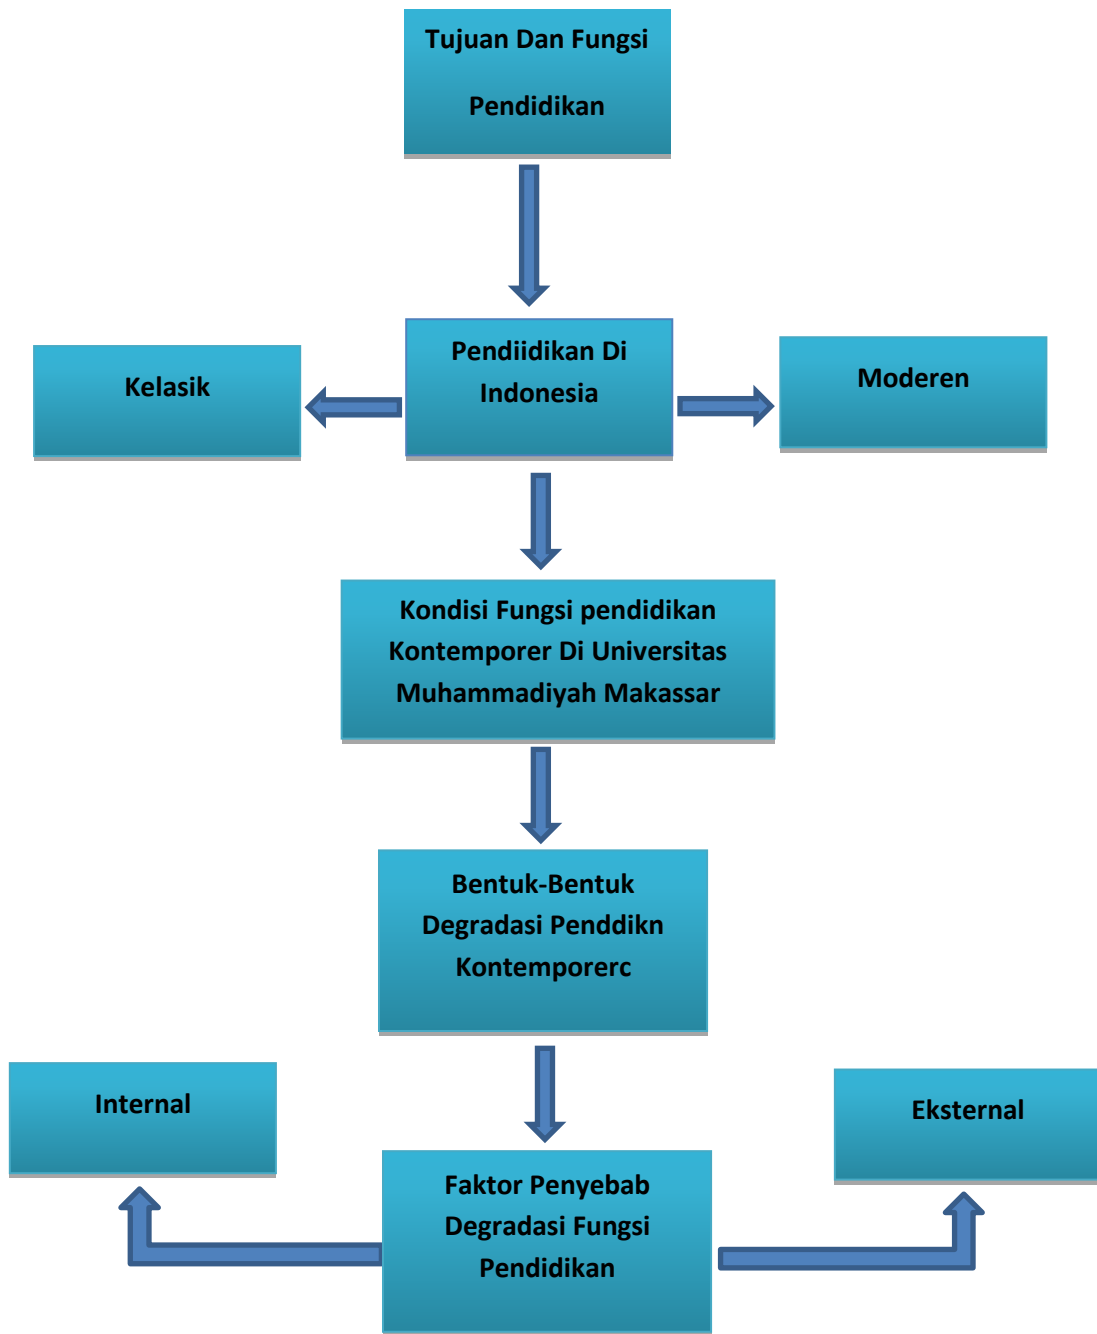 Tujuan Dan Fungsi
Pendidikan
Kelasik
Pendiidikan Di
Indonesia
Moderen
Kondisi Fungsi pendidikan
Kontemporer Di Universitas
Muhammadiyah Makassar
Bentuk-Bentuk
Degradasi Penddikn
Kontemporerc
Internal
Eksternal
Faktor Penyebab
Degradasi Fungsi
Pendidikan